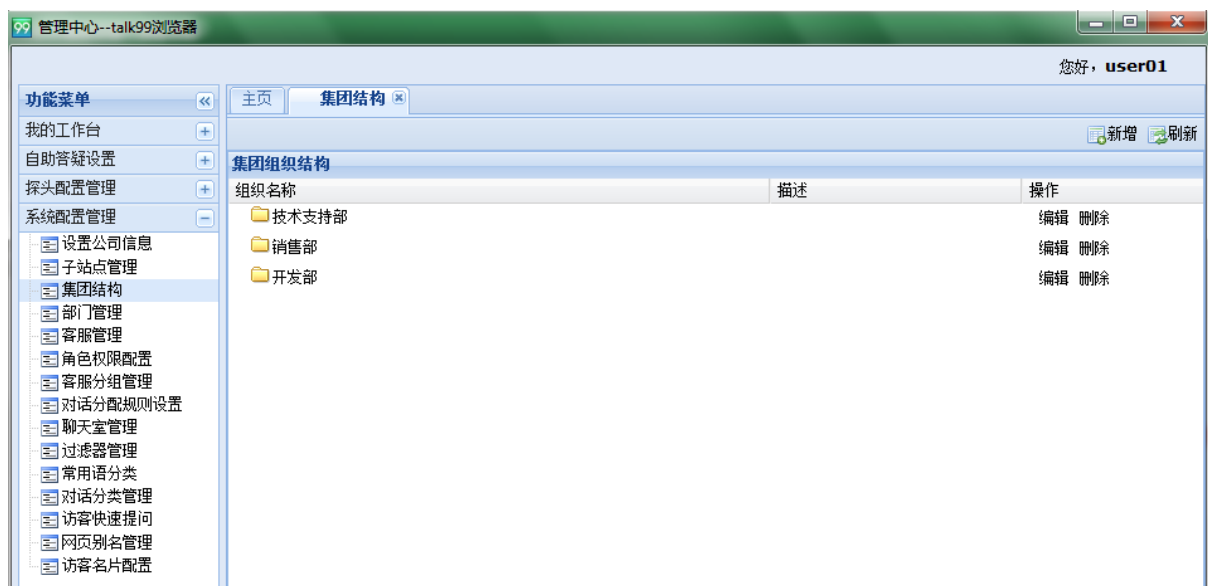 99 管理中心--talk99浏览器
您好，user01
功能菜单
主页 集团结构
我的工作台
新增 刷新
自助答疑设置
集团组织结构
探头配置管理
组织名称 描述 操作
系统配置管理
技术支持部 编辑 删除
设置公司信息
销售部 编辑 删除
子站点管理
开发部 编辑 删除
集团结构
部门管理
客服管理
角色权限配置
客服分组管理
对话分配规则设置
聊天室管理
过滤器管理
常用语分类
对话分类管理
访客快速提问
网页别名管理
访客名片配置